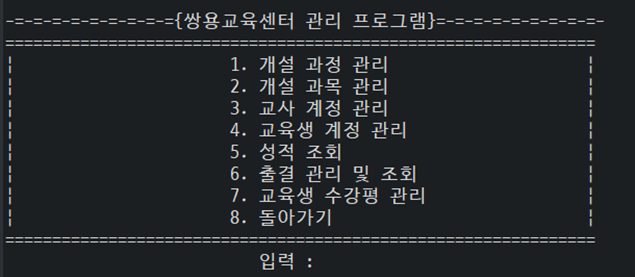 -=-=-=-=-=-=-=-=-={쌍용교육센터 관리 프로그램}=-=-=-=-=-=-=-=-=-
================================================================
¦ 1. 개설 과정 관리 ¦
¦ 2. 개설 과목 관리 ¦
¦ 3. 교사 계정 관리 ¦
¦ 4. 교육생 계정 관리 ¦
¦ 5. 성적 조회 ¦
¦ 6. 출결 관리 및 조회 ¦
¦ 7. 교육생 수강평 관리 ¦
¦ 8. 돌아가기 ¦
================================================================
입력 :